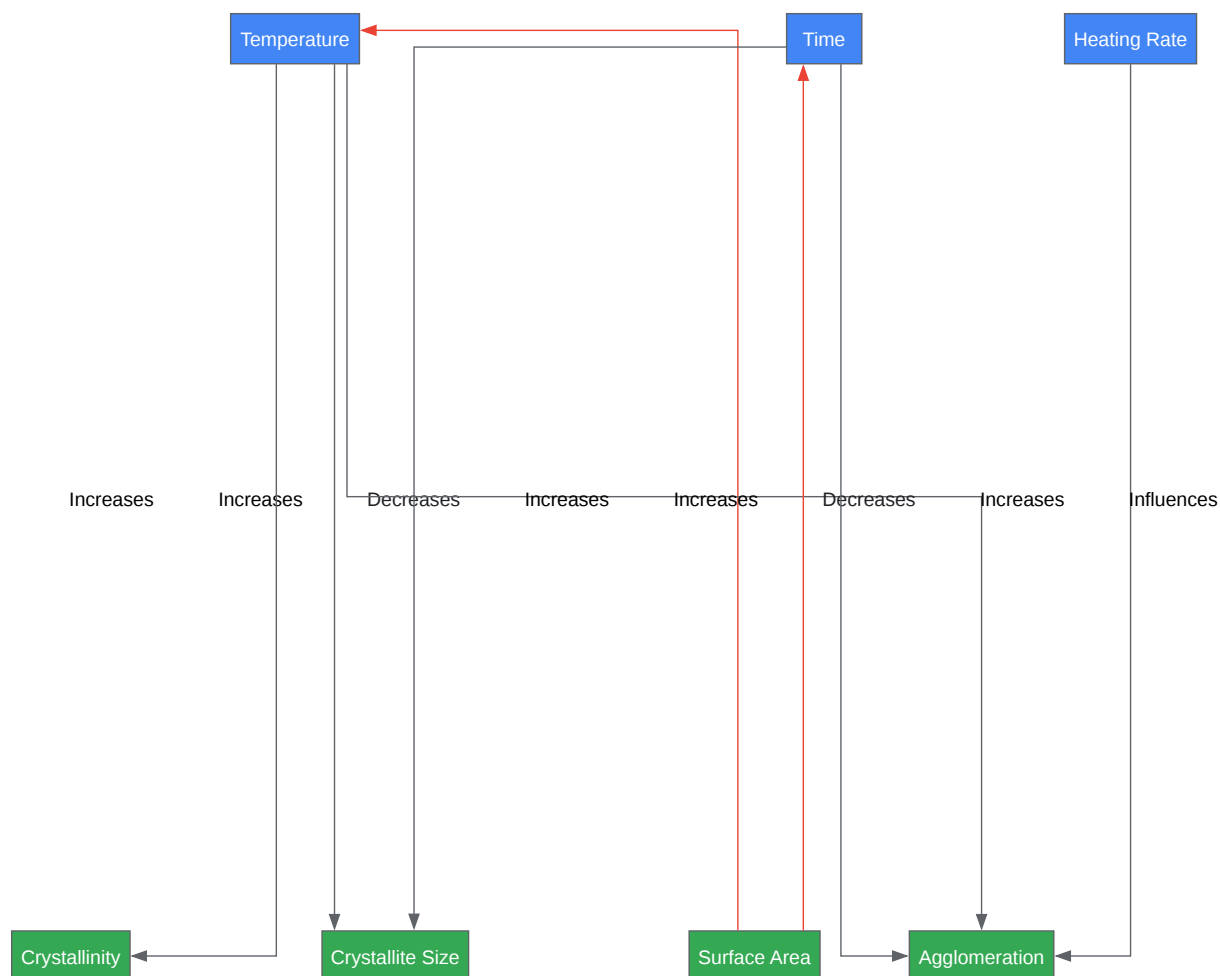 Temperature
Time
Heating Rate
Increases
Increases
Decreases
Increases
Increases
Decreases
Increases
Influences
Crystallinity
Crystallite Size
Surface Area
Agglomeration